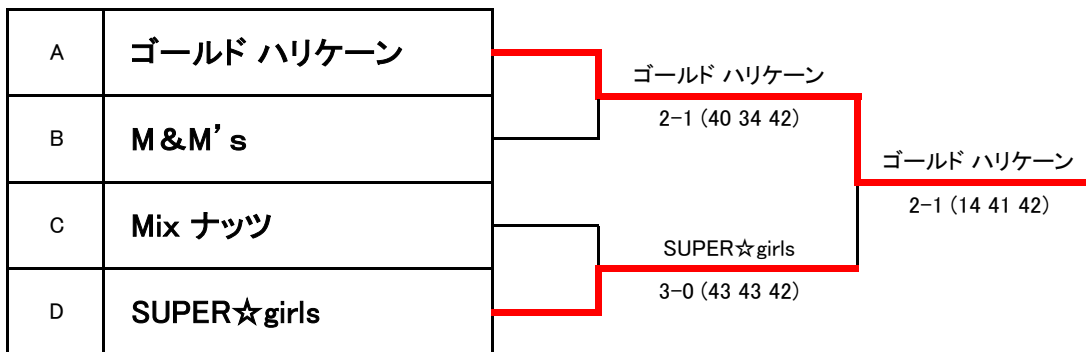 A ゴールド ハリケーン
B M&M's
C Mix ナッツ
D SUPER☆girls
ゴールド ハリケーン
2-1 (40 34 42)
SUPER☆girls
3-0 (43 43 42)
ゴールド ハリケーン
2-1 (14 41 42)